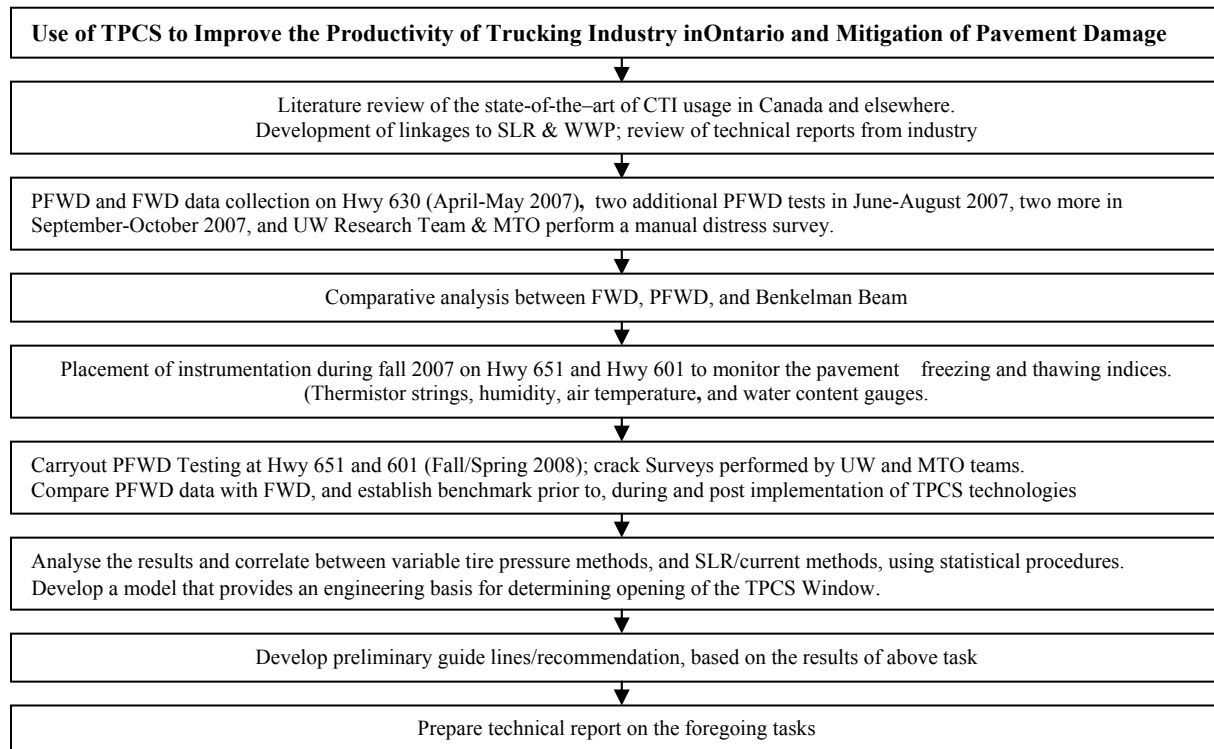 Use of TPCS to Improve the Productivity of Trucking Industry inOntario and Mitigation of Pavement Damage
Literature review of the state-of-the–art of CTI usage in Canada and elsewhere.
Development of linkages to SLR & WWP; review of technical reports from industry
PFWD and FWD data collection on Hwy 630 (April-May 2007), two additional PFWD tests in June-August 2007, two more in
September-October 2007, and UW Research Team & MTO perform a manual distress survey.
Comparative analysis between FWD, PFWD, and Benkelman Beam
Placement of instrumentation during fall 2007 on Hwy 651 and Hwy 601 to monitor the pavement freezing and thawing indices.
(Thermistor strings, humidity, air temperature, and water content gauges.
Carryout PFWD Testing at Hwy 651 and 601 (Fall/Spring 2008); crack Surveys performed by UW and MTO teams.
Compare PFWD data with FWD, and establish benchmark prior to, during and post implementation of TPCS technologies
Analyse the results and correlate between variable tire pressure methods, and SLR/current methods, using statistical procedures.
Develop a model that provides an engineering basis for determining opening of the TPCS Window.
Develop preliminary guide lines/recommendation, based on the results of above task
Prepare technical report on the foregoing tasks